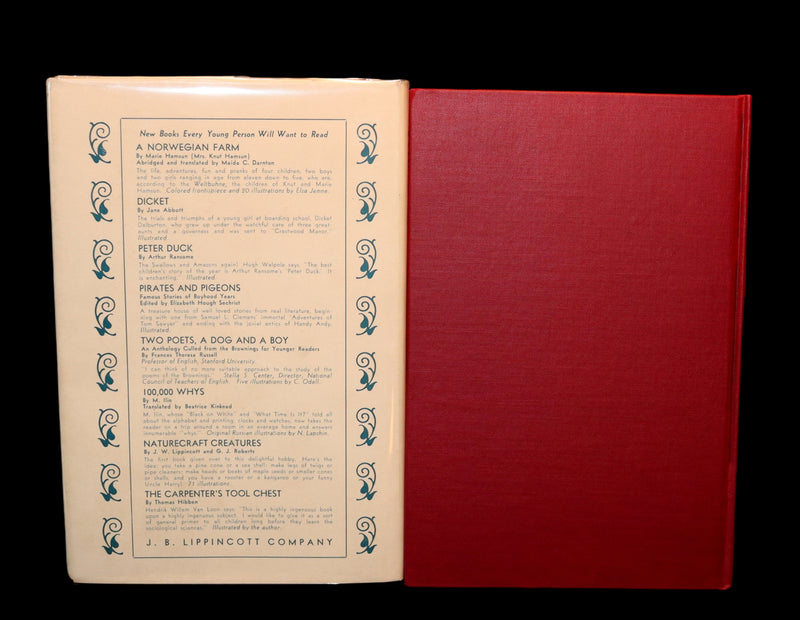 New Books Every Young Person Will Want to Read
A NORWEGIAN FARM
By Marie Hamsun (Mrs. Knut Hamsun)
Abridged and translated by Maida C. Darnton
The life, adventures, fun and pranks of four children, two boys
and two girls ranging in age from eleven down to five, who are,
according to the Weltbuhne, the children of Knut and Marie
Hamsun. Colored frontispiece and 20 illustrations by Elsa Jemne.
DICKET
By Jane Abbott
The trials and triumphs of a young girl at boarding school. Dicket
Dalburton, who grew up under the watchful care of three great-
aunts and a governess and was sent to "Crestwood Manor."
Illustrated.
PETER DUCK
By Arthur Ransome
The Swallows and Amazons again! Hugh Walpole says, "The best
children's story of the year is Arthur Ransome's 'Peter Duck.' It
is enchanting." Illustrated.
PIRATES AND PIGEONS
Famous Stories of Boyhood Years
Edited by Elizabeth Hough Sechrist
A treasure house of well loved stories from real literature, begin-
ning with one from Samuel L. Clemens' immortal "Adventures of
Tom Sawyer" and ending with the jovial antics of Handy Andy.
Illustrated.
TWO POETS, A DOG AND A BOY
An Anthology Culled from the Brownings for Younger Readers
By Frances Theresa Russell
Professor of English, Stanford University.
"I can think of no more suitable approach to the study of the
poems of the Brownings." Stella S. Center, Director, National
Council of Teachers of English. Five illustrations by C. Odell.
100,000 WHYS
By M. Ilin
Translated by Beatrice Kinkead
M. Ilin, whose "Black on White" and "What Time Is It?" told all
about the alphabet and printing, clocks and watches, now takes the
reader on a trip around a room in an average home and answers
innumerable "whys." Original Russian illustrations by N. Lapshin.
NATURECRAFT CREATURES
By J. W. Lippincott and G. J. Roberts
The first book given over to this delightful hobby. Here's the
idea: you take a pine cone or a sea shell; make legs of twigs or
pipe cleaners; make heads or beaks of maple seeds or smaller cones
or shells, and you have a rooster or a kangaroo or your funny
Uncle Harry! 71 illustrations.
THE CARPENTER'S TOOL CHEST
By Thomas Hibben
Hendrik Willem Van Loon says: "This is a highly ingenious book
upon a highly ingenious subject. I would like to give it as a sort
of general primer to all children long before they learn the
sociological sciences." Illustrated by the author.
J. B. LIPPINCOTT COMPANY